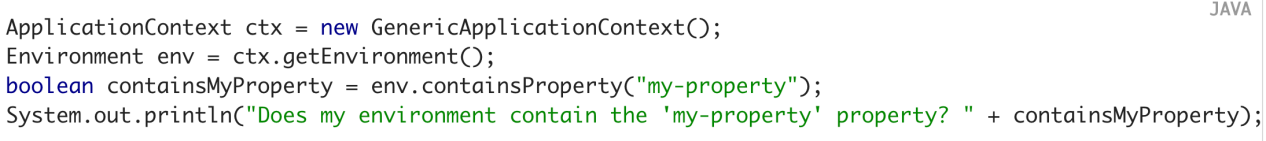 JAVA
ApplicationContext ctx = new GenericApplicationContext();
Environment env = ctx.getEnvironment();
boolean containsMyProperty = env.containsProperty("my-property");
System.out.println("Does my environment contain the 'my-property' property? " + containsMyProperty);